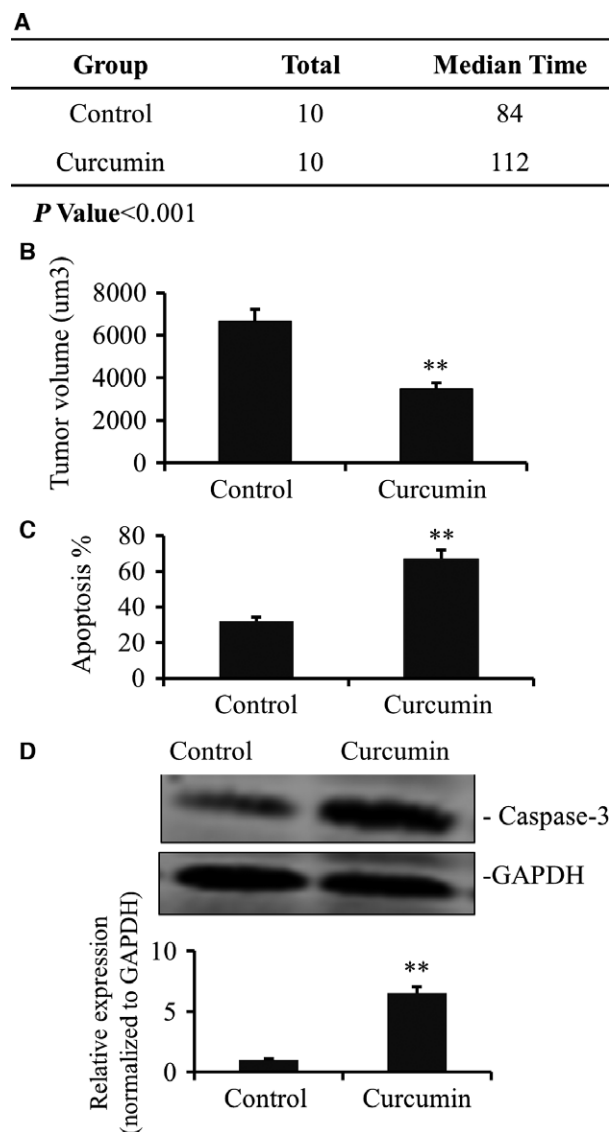 A
Group Total Median Time
Control 10 84
Curcumin 10 112
P Value<0.001
B
Tumor volume (um3)
8000
6000
4000
2000
0
**
Control Curcumin
C
Apoptosis %
80
60
40
20
0
**
Control Curcumin
D
Control Curcumin
- Caspase-3
-GAPDH
Relative expression
(normalized to GAPDH)
10
5
0
**
Control Curcumin